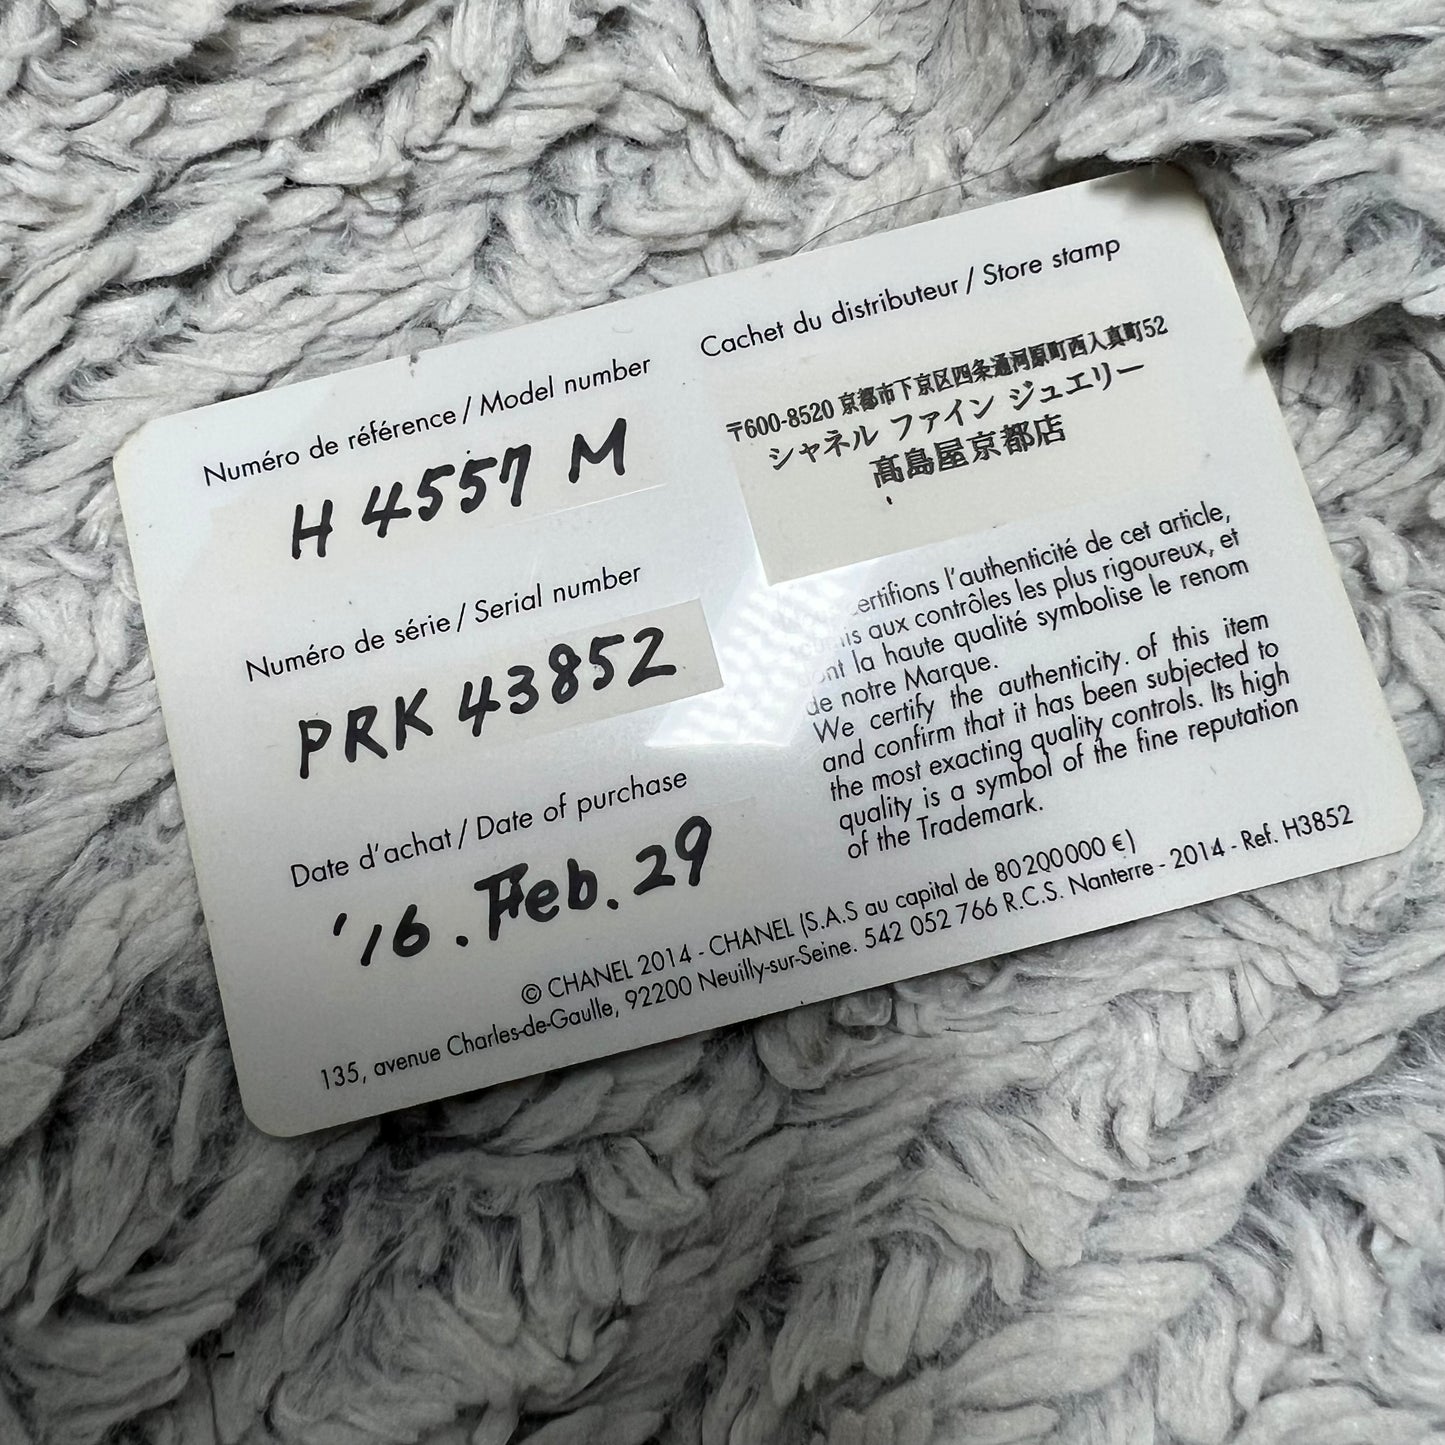 Numéro de référence / Model number
H 4557 M
Numéro de série / Serial number
PRK 43852
Date d'achat / Date of purchase
'16. Feb. 29
Cachet du distributeur / Store stamp
〒600-8520 京都市下京区四条通河原町西入真町52
シャネル ファイン ジュエリー
髙島屋京都店
certifions l'authenticité de cet article,
aux contrôles les plus rigoureux, et
dont la haute qualité symbolise le renom
de notre Marque.
We certify the authenticity of this item
and confirm that it has been subjected to
the most exacting quality controls. Its high
quality is a symbol of the fine reputation
of the Trademark.
© CHANEL 2014 - CHANEL (S.A.S au capital de 80200000 €)
135, avenue Charles-de-Gaulle, 92200 Neuilly-sur-Seine. 542 052 766 R.C.S. Nanterre - 2014 - Ref. H3852